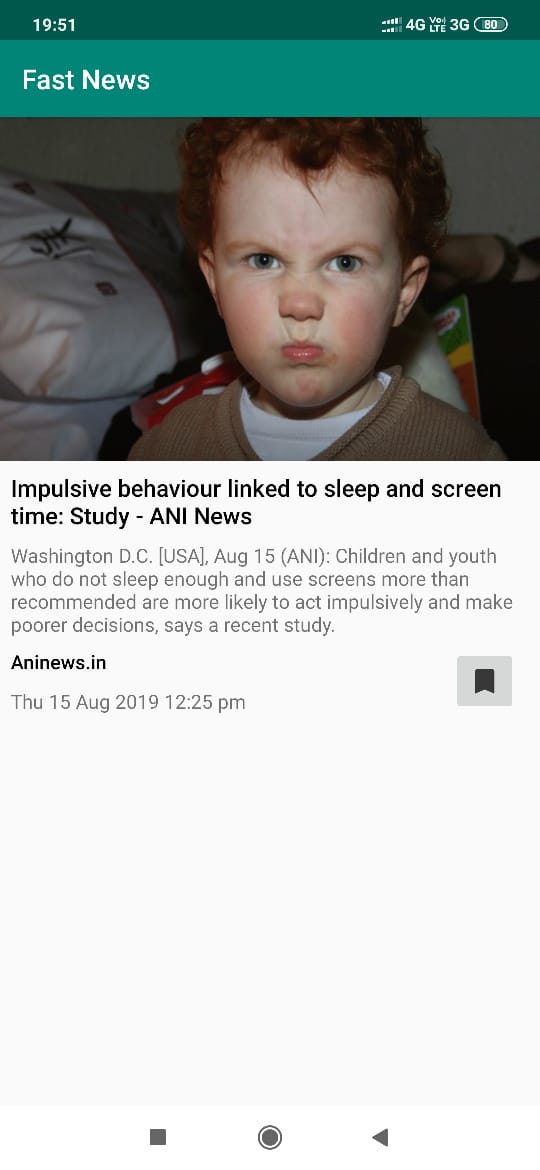 19:51
4G Vo) LTE 3G 80
Fast News
Impulsive behaviour linked to sleep and screen
time: Study - ANI News
Washington D.C. [USA], Aug 15 (ANI): Children and youth
who do not sleep enough and use screens more than
recommended are more likely to act impulsively and make
poorer decisions, says a recent study.
Aninews.in
Thu 15 Aug 2019 12:25 pm